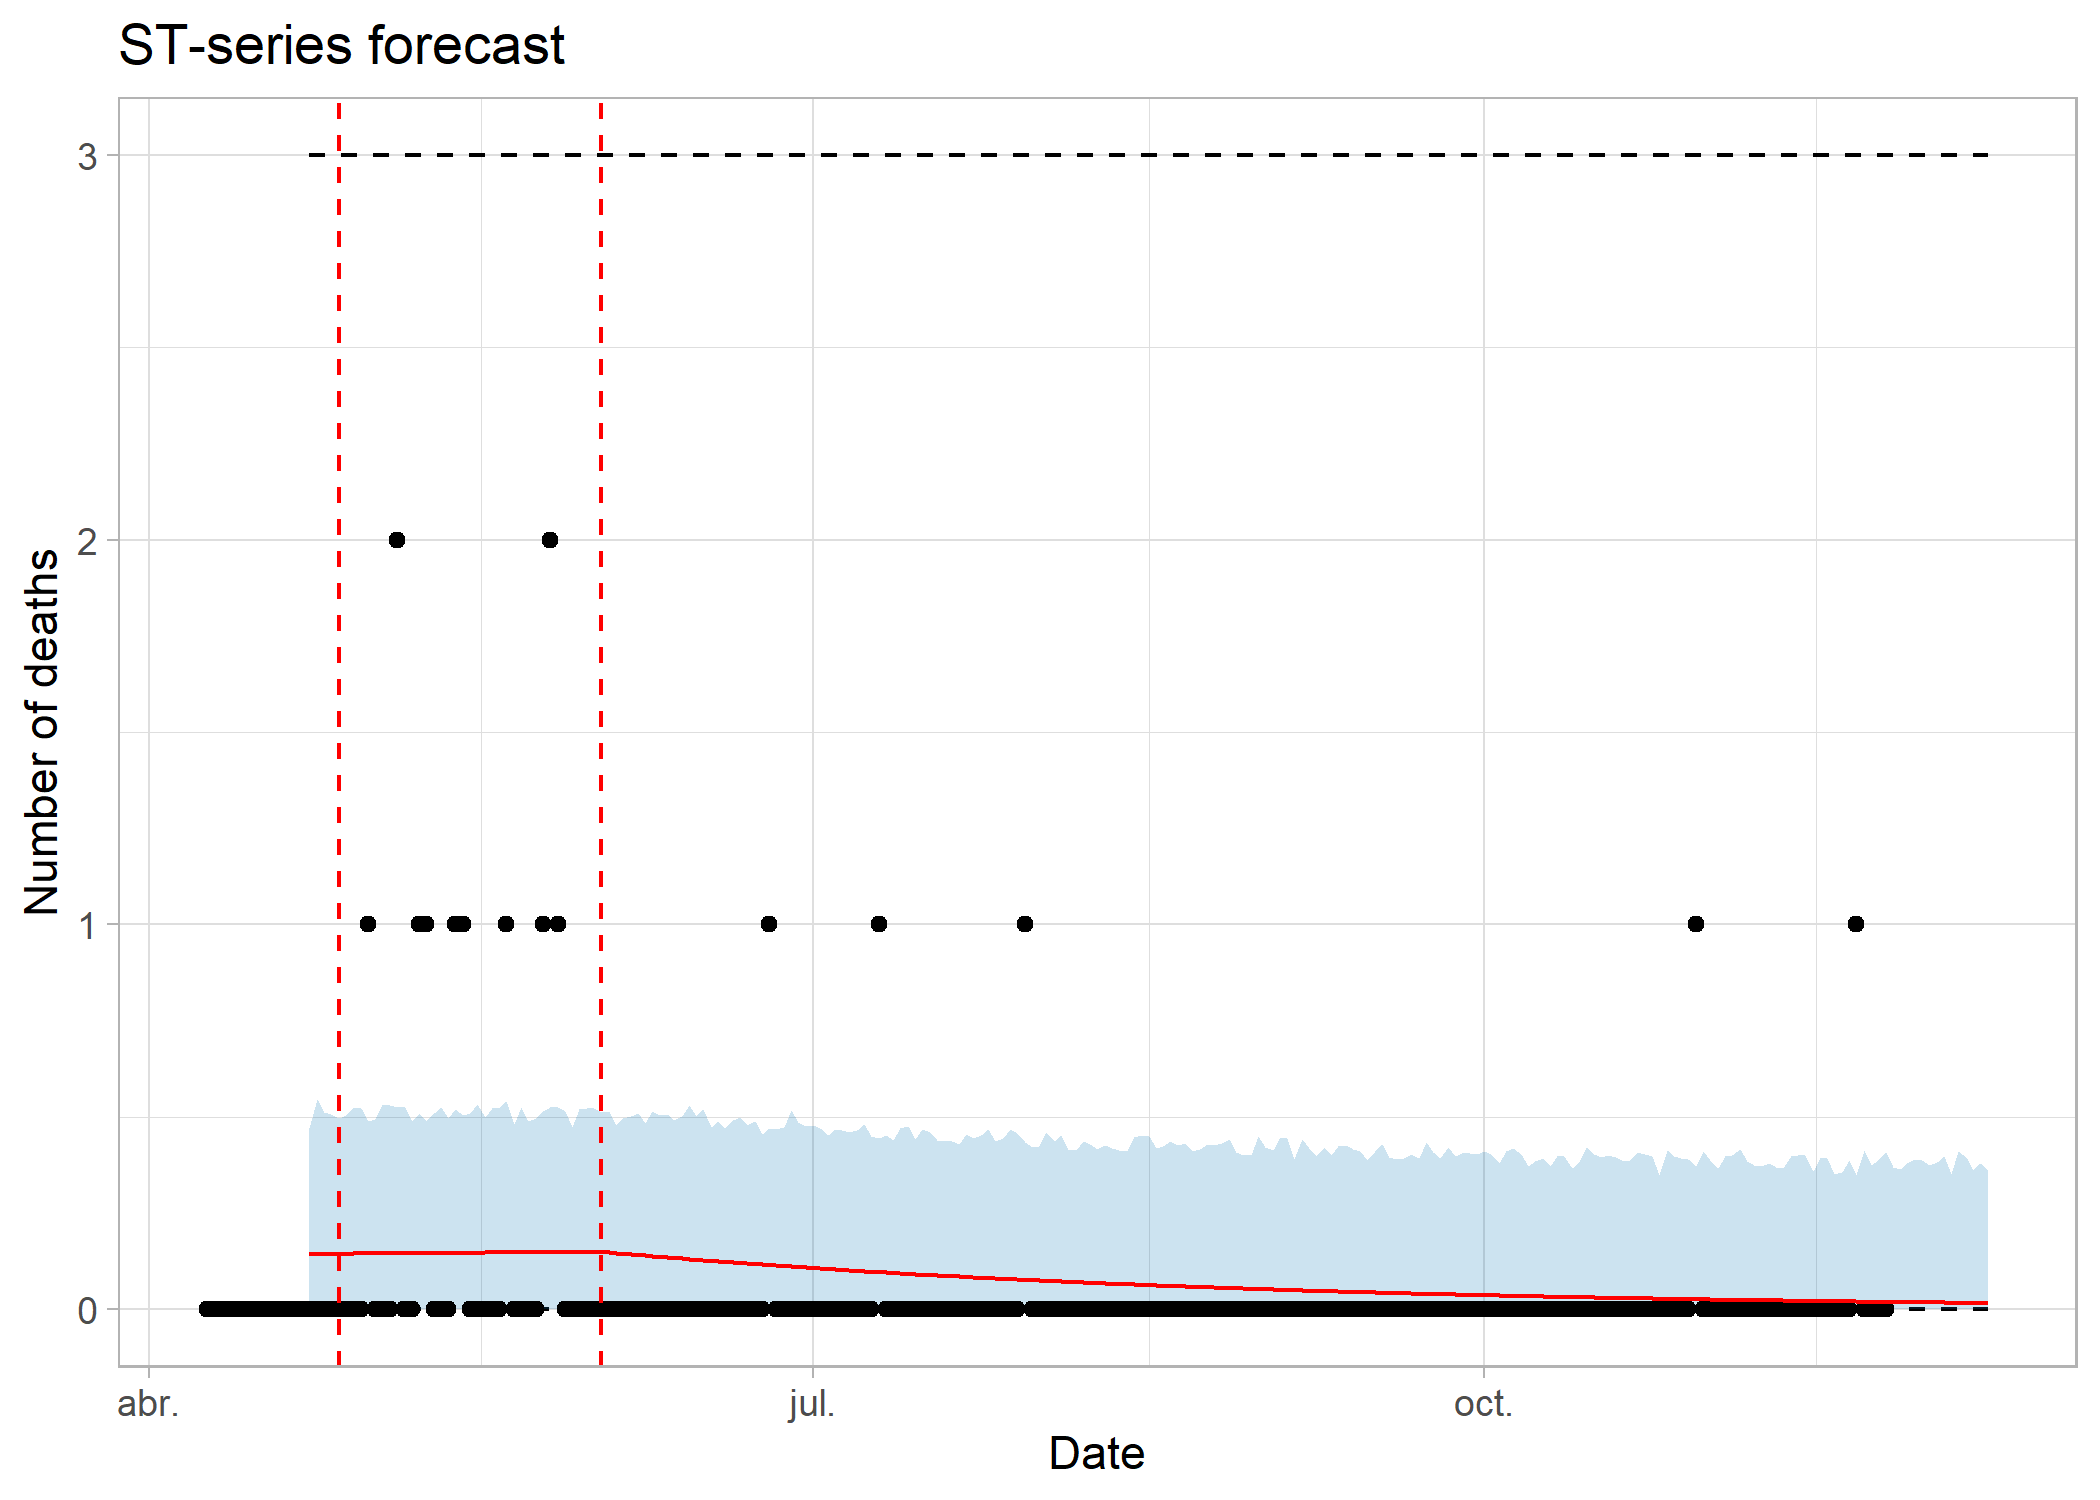 ST-series forecast
Number of deaths
3
2
1
0
abr.
jul.
oct.
Date